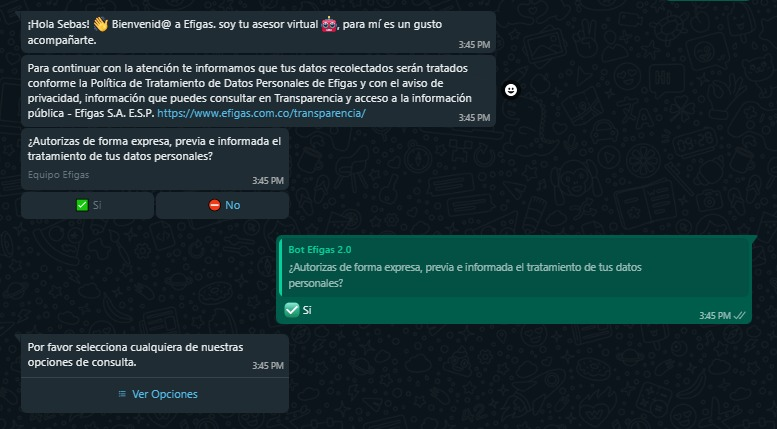 ¡Hola Sebas! 👋 Bienvenid@ a Efigas. soy tu asesor virtual 🤖, para mí es un gusto
acompañarte.
3:45 PM
Para continuar con la atención te informamos que tus datos recolectados serán tratados
conforme la Política de Tratamiento de Datos Personales de Efigas y con el aviso de
privacidad, información que puedes consultar en Transparencia y acceso a la información
pública - Efigas S.A. E.S.P. https://www.efigas.com.co/transparencia/
3:45 PM
¿Autorizas de forma expresa, previa e informada el
tratamiento de tus datos personales?
Equipo Efigas
3:45 PM
✅ Si
⛔ No
Bot Efigas 2.0
¿Autorizas de forma expresa, previa e informada el tratamiento de tus datos
personales?
✅ Si
3:45 PM
Por favor selecciona cualquiera de nuestras
opciones de consulta.
3:45 PM
Ver Opciones